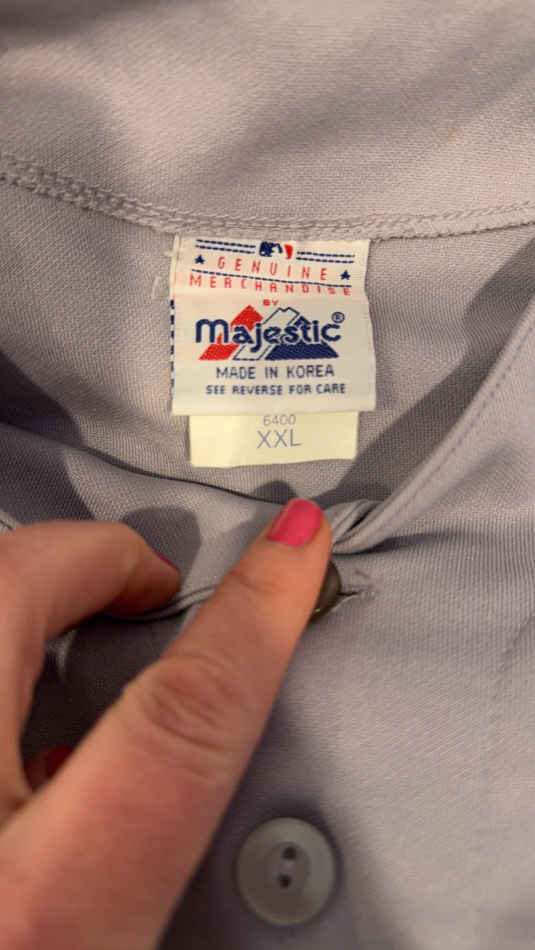 GENUINE
MERCHANDISE
BY
Majestic®
MADE IN KOREA
SEE REVERSE FOR CARE
6400
XXL